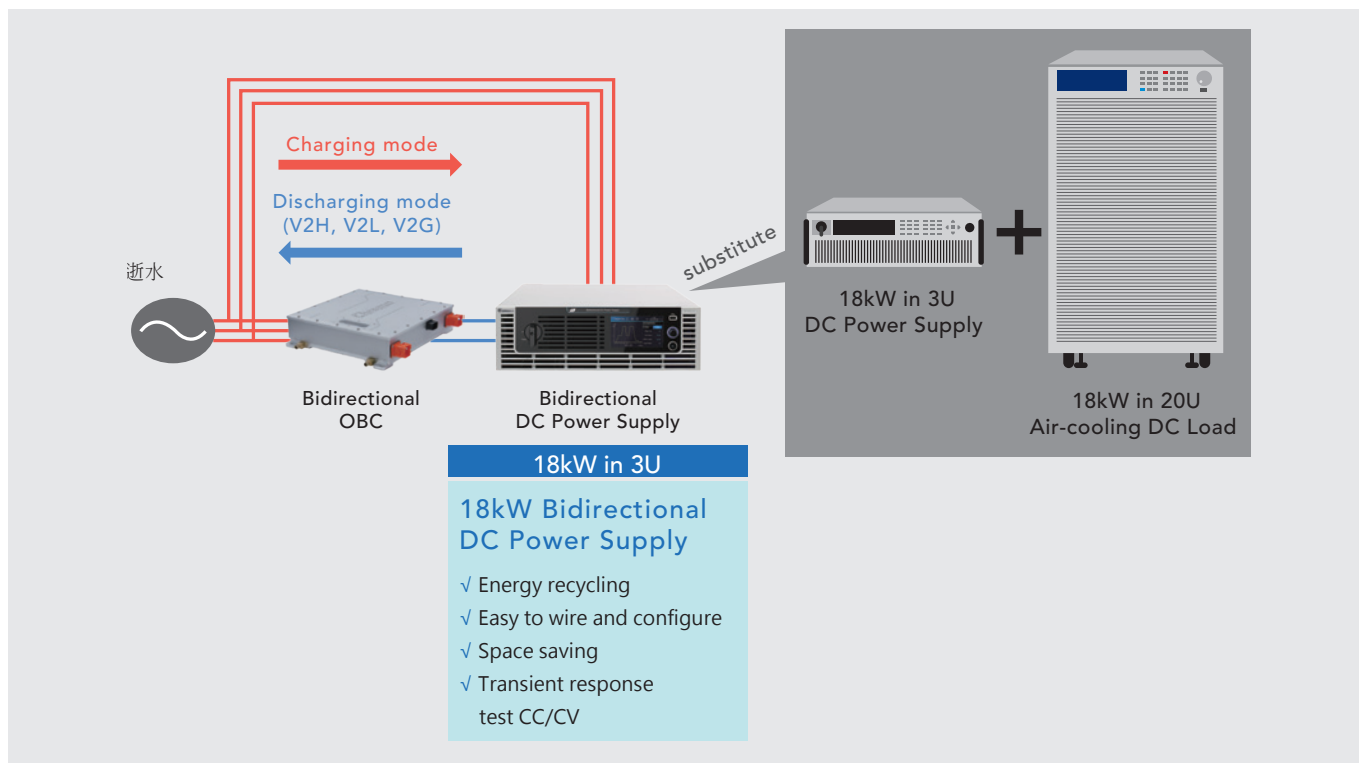 Charging mode
Discharging mode
(V2H, V2L, V2G)
逝水
Bidirectional
OBC
Bidirectional
DC Power Supply
substitute
18kW in 3U
DC Power Supply
18kW in 20U
Air-cooling DC Load
18kW in 3U
18kW Bidirectional
DC Power Supply
√ Energy recycling
√ Easy to wire and configure
√ Space saving
√ Transient response
test CC/CV